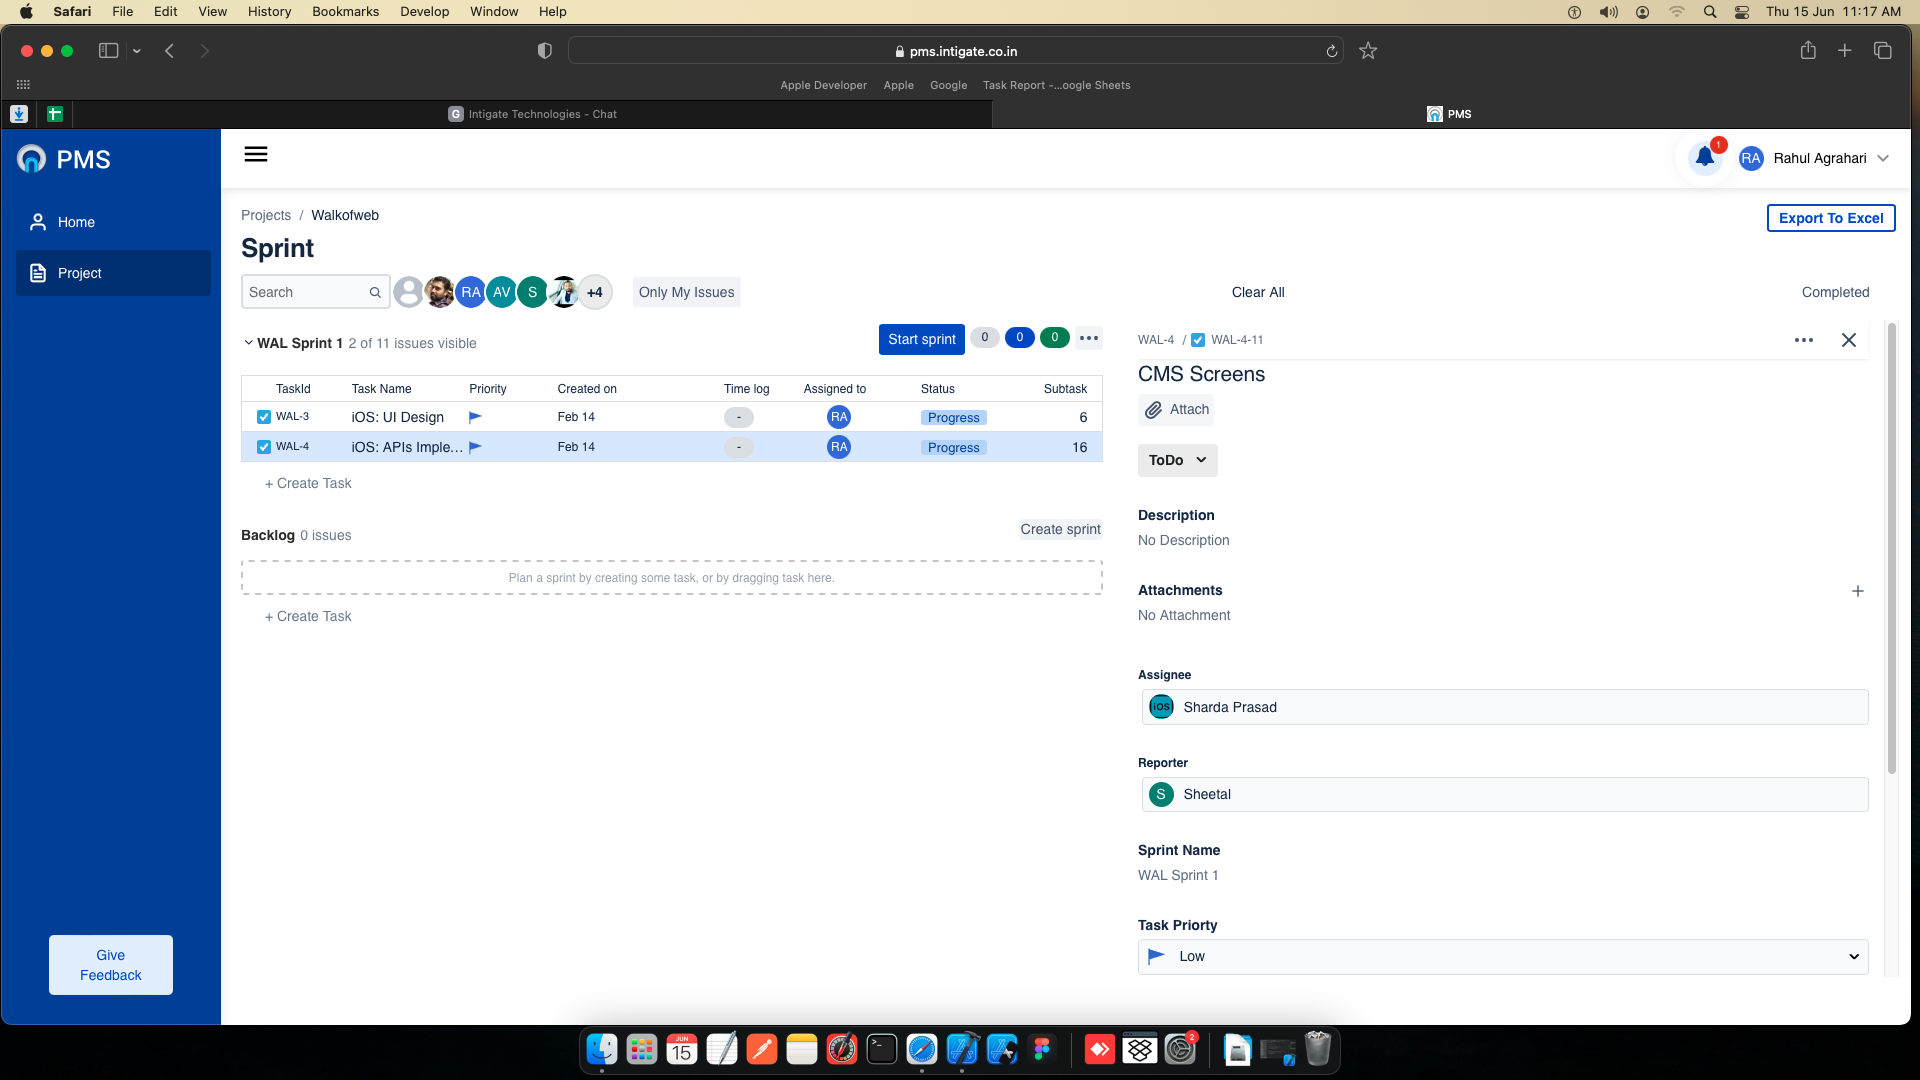 Safari File Edit View History Bookmarks Develop Window Help Thu 15 Jun 11:17 AM
pms.intigate.co.in
Apple Developer Apple Google Task Report -...oogle Sheets
G Intigate Technologies - Chat
PMS
PMS
1
RA Rahul Agrahari
Home
Project
Projects / Walkofweb
Export To Excel
Sprint
Search
RA AV S +4
Only My Issues
Clear All
Completed
WAL Sprint 1 2 of 11 issues visible
Start sprint 0 0 0
TaskId Task Name Priority Created on Time log Assigned to Status Subtask
WAL-3 iOS: UI Design Feb 14 - RA Progress 6
WAL-4 iOS: APIs Imple... Feb 14 - RA Progress 16
+ Create Task
Backlog 0 issues
Create sprint
Plan a sprint by creating some task, or by dragging task here.
+ Create Task
WAL-4 / WAL-4-11
CMS Screens
Attach
ToDo
Description
No Description
Attachments
No Attachment
Assignee
iOS Sharda Prasad
Reporter
S Sheetal
Sprint Name
WAL Sprint 1
Task Priorty
Low
Give
Feedback
JUN
15
2